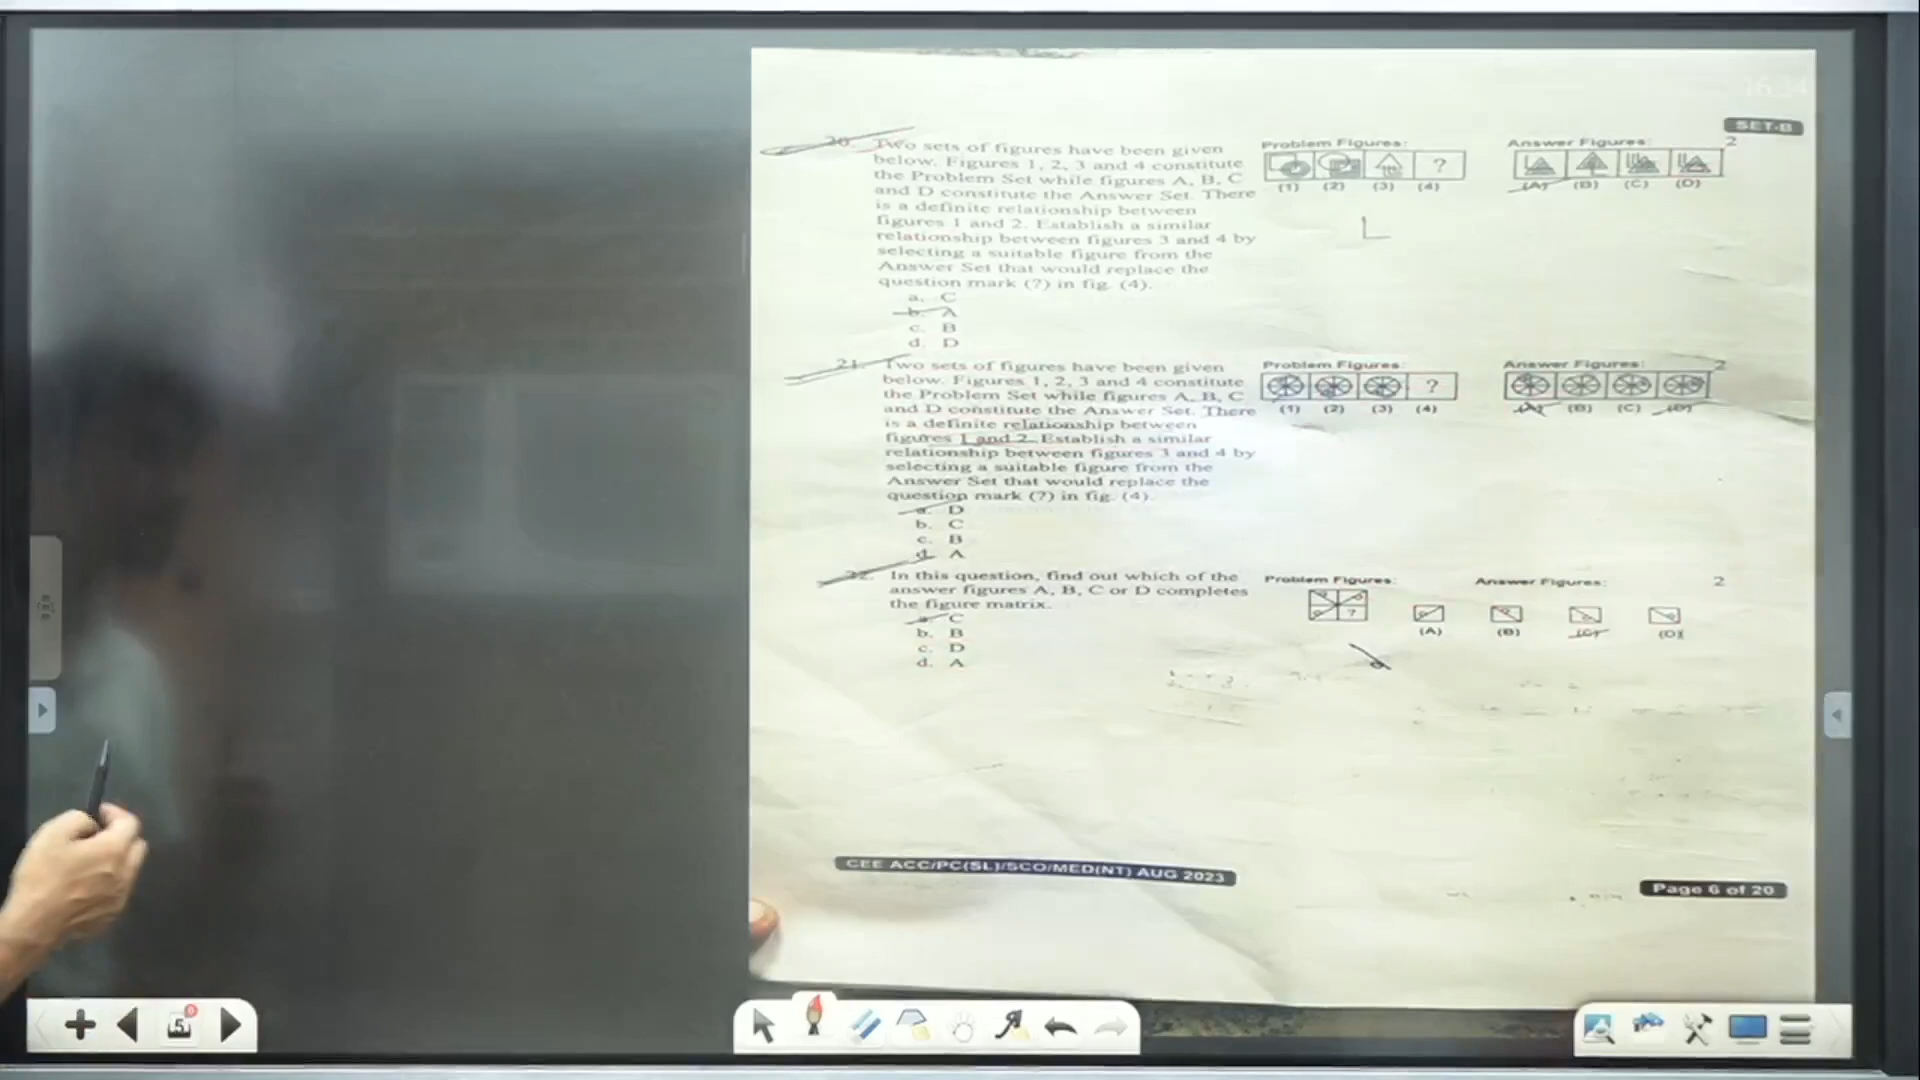 16:34
SET-B
20. Two sets of figures have been given
below. Figures 1, 2, 3 and 4 constitute
the Problem Set while figures A, B, C
and D constitute the Answer Set. There
is a definite relationship between
figures 1 and 2. Establish a similar
relationship between figures 3 and 4 by
selecting a suitable figure from the
Answer Set that would replace the
question mark (?) in fig. (4).
a. C
b. A
c. B
d. D
Problem Figures:
?
(1) (2) (3) (4)
Answer Figures:
2
(A) (B) (C) (D)
21. Two sets of figures have been given
below. Figures 1, 2, 3 and 4 constitute
the Problem Set while figures A, B, C
and D constitute the Answer Set. There
is a definite relationship between
figures 1 and 2. Establish a similar
relationship between figures 3 and 4 by
selecting a suitable figure from the
Answer Set that would replace the
question mark (?) in fig. (4).
a. D
b. C
c. B
d. A
Problem Figures:
?
(1) (2) (3) (4)
Answer Figures:
2
(A) (B) (C) (D)
22. In this question, find out which of the
answer figures A, B, C or D completes
the figure matrix.
a. C
b. B
c. D
d. A
Problem Figures:
?
Answer Figures:
2
(A) (B) (C) (D)
CEE ACC/PC(SL)/SCO/MED(NT) AUG 2023
Page 6 of 20
5
0